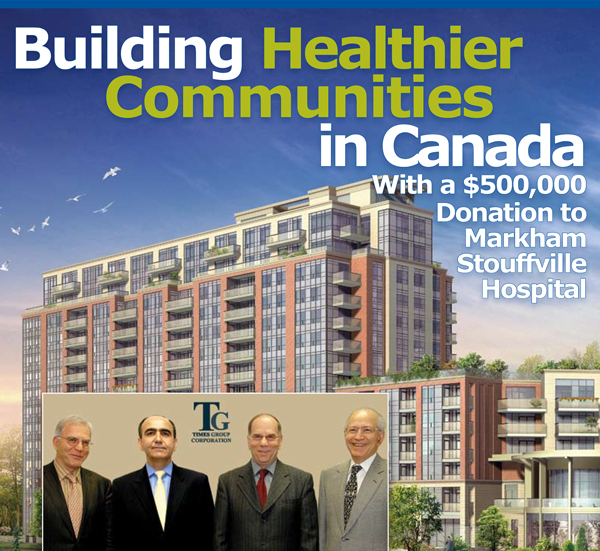 Building Healthier
Communities
in Canada
With a $500,000
Donation to
Markham
Stouffville
Hospital
TG
TIMES GROUP
CORPORATION